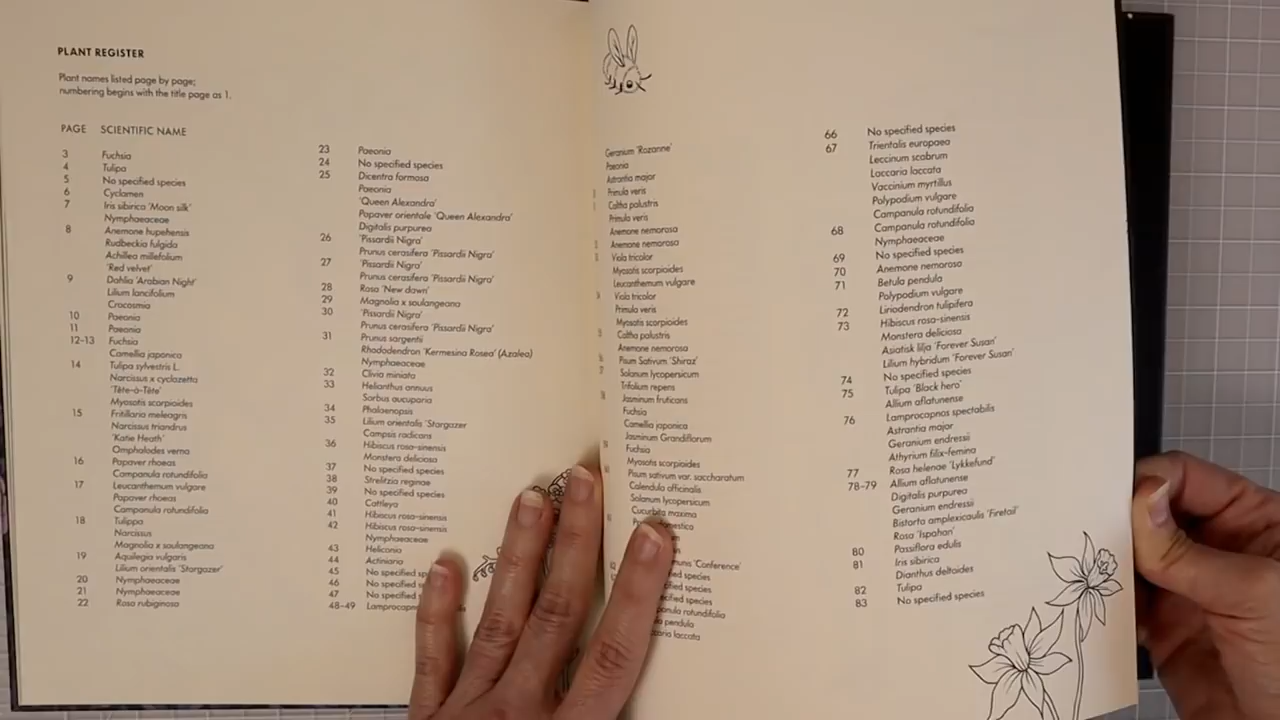 PLANT REGISTER
Plant names listed page by page;
numbering begins with the title page as 1.
PAGE SCIENTIFIC NAME
3 Fuchsia
4 Tulipa
5 No specified species
6 Cyclamen
7 Iris sibirica 'Moon silk'
Nymphaeaceae
8 Anemone hupehensis
Rudbeckia fulgida
Achillea millefolium
'Red velvet'
9 Dahlia 'Arabian Night'
Lilium lancifolium
Crocosmia
10 Paeonia
11 Paeonia
12-13 Fuchsia
Camellia japonica
14 Tulipa sylvestris L.
Narcissus x cyclazetta
'Tète-à-Tète'
Myosotis scorpioides
15 Fritillaria meleagris
Narcissus triandrus
'Katie Heath'
Omphalodes verna
16 Papaver rhoeas
Campanula rotundifolia
17 Leucanthemum vulgare
Papaver rhoeas
Campanula rotundifolia
18 Tulippa
Narcissus
Magnolia x soulangeana
19 Aquilegia vulgaris
Lilium orientalis 'Stargazer'
20 Nymphaeaceae
21 Nymphaeaceae
22 Rosa rubiginosa
23 Paeonia
24 No specified species
25 Dicentra formosa
Paeonia
'Queen Alexandra'
Papaver orientale 'Queen Alexandra'
Digitalis purpurea
26 'Pissardii Nigra'
Prunus cerasifera 'Pissardii Nigra'
27 'Pissardii Nigra'
Prunus cerasifera 'Pissardii Nigra'
28 Rosa 'New dawn'
29 Magnolia x soulangeana
30 'Pissardii Nigra'
Prunus cerasifera 'Pissardii Nigra'
31 Prunus sargentii
Rhododendron 'Kermesina Rosea' (Azalea)
Nymphaeaceae
32 Clivia miniata
33 Helianthus annuus
Sorbus aucuparia
34 Phalaenopsis
35 Lilium orientalis 'Stargazer
Campsis radicans
36 Hibiscus rosa-sinensis
Monstera deliciosa
37 No specified species
38 Strelitzia reginae
39 No specified species
40 Cattleya
41 Hibiscus rosa-sinensis
42 Hibiscus rosa-sinensis
Nymphaeaceae
43 Heliconia
44 Actiniaria
45 No specified
46 No specified
47 No specified
48-49
Geranium 'Rozanne'
Paeonia
Astrantia major
Primula veris
Caltha palustris
Primula veris
Anemone nemorosa
Anemone nemorosa
Viola tricolor
Myosotis scorpioides
Leucanthemum vulgare
Viola tricolor
Primula veris
Myosotis scorpioides
Caltha palustris
Anemone nemorosa
Pisum Sativum 'Shiraz'
Solanum lycopersicum
Trifolium repens
Jasminum fruticans
Fuchsia
Camellia japonica
Jasminum Grandiflorum
Fuchsia
Myosotis scorpioides
Pisum sativum var. saccharatum
Calendula officinalis
Solanum lycopersicum
Cucurbita maxima
'Conference'
species
species
species
rotundifolia
pendula
laccata
66 No specified species
67 Trientalis europaea
Leccinum scabrum
Laccaria laccata
Vaccinium myrtillus
Polypodium vulgare
Campanula rotundifolia
68 Campanula rotundifolia
Nymphaeaceae
69 No specified species
70 Anemone nemorosa
71 Betula pendula
Polypodium vulgare
72 Liriodendron tulipifera
73 Hibiscus rosa-sinensis
Monstera deliciosa
Asiatisk lilja 'Forever Susan'
Lilium hybridum 'Forever Susan'
74 No specified species
75 Tulipa 'Black hero'
Allium aflatunense
76 Lamprocapnos spectabilis
Astrantia major
Geranium endressii
Athyrium filix-femina
77 Rosa helenae 'Lykkefund'
78-79 Allium aflatunense
Digitalis purpurea
Geranium endressii
Bistorta amplexicaulis 'Firetail'
Rosa 'Ispahan'
80 Passiflora edulis
81 Iris sibirica
Dianthus deltoides
82 Tulipa
83 No specified species